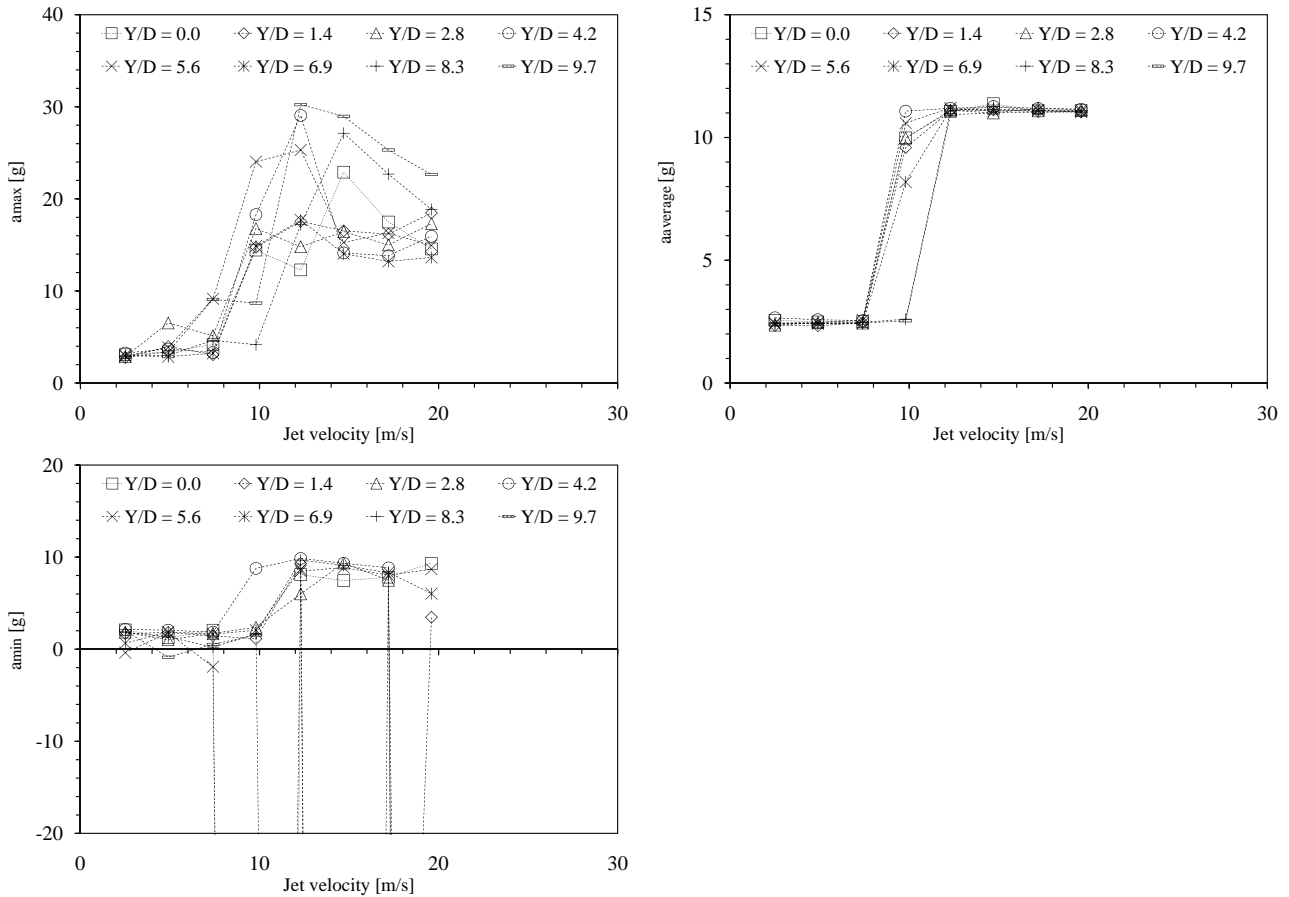 40
Y/D = 0.0 Y/D = 1.4 Y/D = 2.8 Y/D = 4.2
Y/D = 5.6 Y/D = 6.9 Y/D = 8.3 Y/D = 9.7
30
20
10
0
amax [g]
0 10 20 30
Jet velocity [m/s]
15
Y/D = 0.0 Y/D = 1.4 Y/D = 2.8 Y/D = 4.2
Y/D = 5.6 Y/D = 6.9 Y/D = 8.3 Y/D = 9.7
10
5
0
aaverage [g]
0 10 20 30
Jet velocity [m/s]
20
Y/D = 0.0 Y/D = 1.4 Y/D = 2.8 Y/D = 4.2
Y/D = 5.6 Y/D = 6.9 Y/D = 8.3 Y/D = 9.7
10
0
-10
-20
amin [g]
0 10 20 30
Jet velocity [m/s]